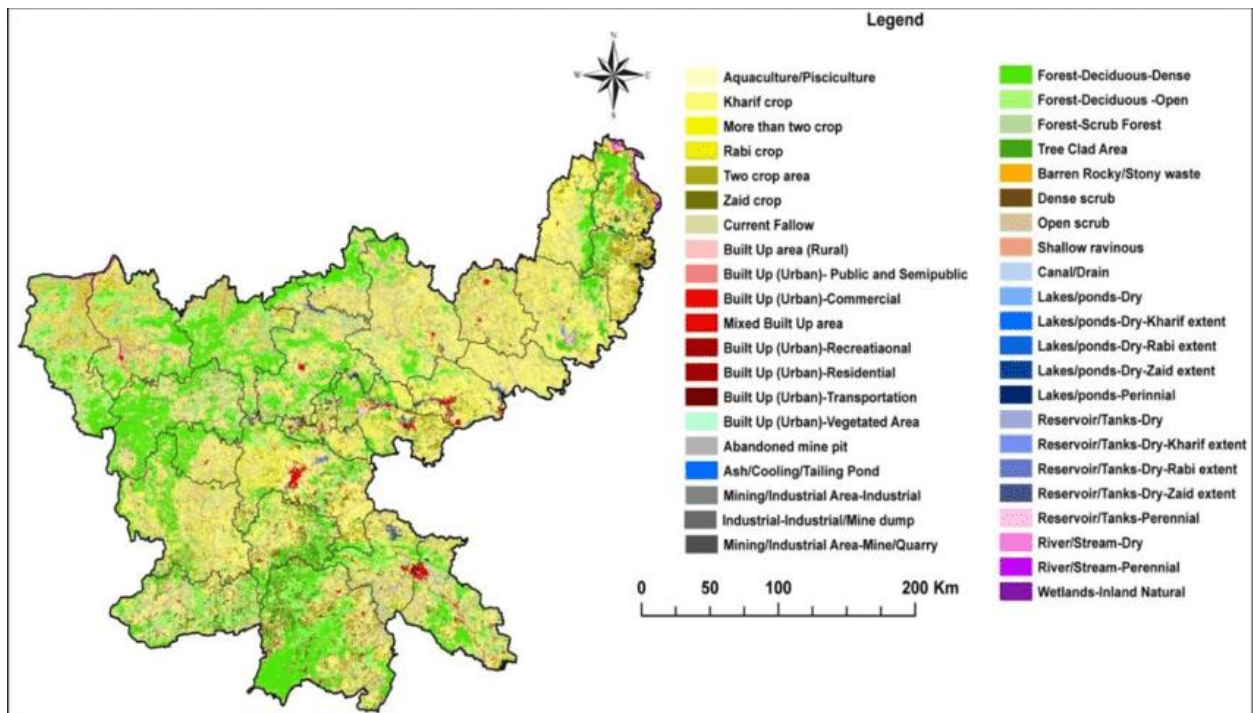 Legend
N
W
E
S
Aquaculture/Pisciculture
Kharif crop
More than two crop
Rabi crop
Two crop area
Zaid crop
Current Fallow
Built Up area (Rural)
Built Up (Urban)- Public and Semipublic
Built Up (Urban)-Commercial
Mixed Built Up area
Built Up (Urban)-Recreatiaonal
Built Up (Urban)-Residential
Built Up (Urban)-Transportation
Built Up (Urban)-Vegetated Area
Abandoned mine pit
Ash/Cooling/Tailing Pond
Mining/Industrial Area-Industrial
Industrial-Industrial/Mine dump
Mining/Industrial Area-Mine/Quarry
Forest-Deciduous-Dense
Forest-Deciduous -Open
Forest-Scrub Forest
Tree Clad Area
Barren Rocky/Stony waste
Dense scrub
Open scrub
Shallow ravinous
Canal/Drain
Lakes/ponds-Dry
Lakes/ponds-Dry-Kharif extent
Lakes/ponds-Dry-Rabi extent
Lakes/ponds-Dry-Zaid extent
Lakes/ponds-Perinnial
Reservoir/Tanks-Dry
Reservoir/Tanks-Dry-Kharif extent
Reservoir/Tanks-Dry-Rabi extent
Reservoir/Tanks-Dry-Zaid extent
Reservoir/Tanks-Perennial
River/Stream-Dry
River/Stream-Perennial
Wetlands-Inland Natural
0 50 100 200 Km